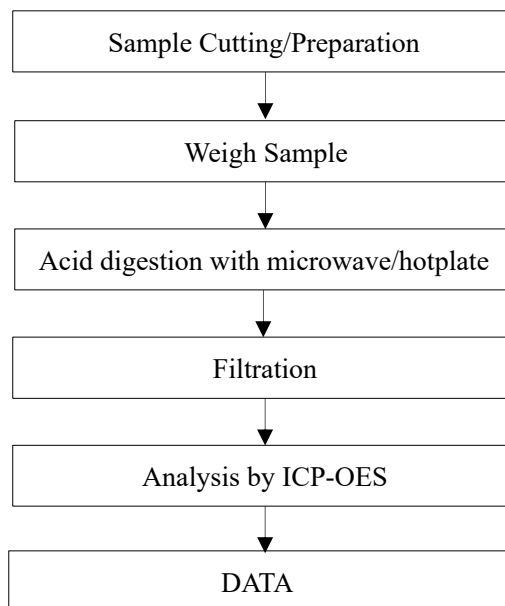 Sample Cutting/Preparation
Weigh Sample
Acid digestion with microwave/hotplate
Filtration
Analysis by ICP-OES
DATA